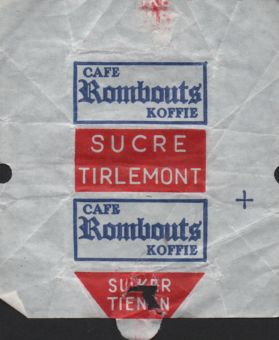 CAFE
Rombouts
KOFFIE
SUCRE
TIRLEMONT
CAFE
Rombouts
KOFFIE
SUIKER
TIENEN